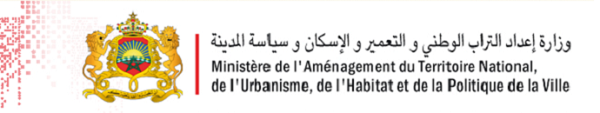 وزارة إعداد التراب الوطني و التعمير و الإسكان و سياسة المدينة
Ministère de l'Aménagement du Territoire National,
de l'Urbanisme, de l'Habitat et de la Politique de la Ville